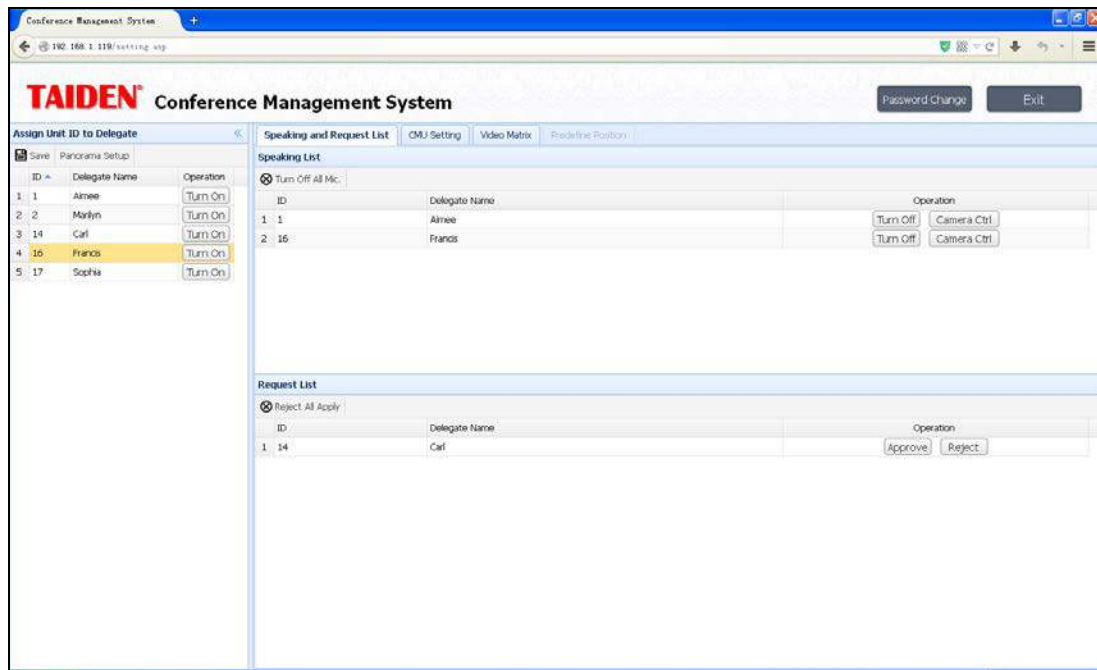 Conference Management System
192.168.1.119/setting.asp
TAIDEN® Conference Management System
Password Change
Exit
Assign Unit ID to Delegate
Save Panorama Setup
ID Delegate Name Operation
1 1 Aimee Turn On
2 2 Marilyn Turn On
3 14 Carl Turn On
4 16 Francis Turn On
5 17 Sophia Turn On
Speaking and Request List CMU Setting Video Matrix Predefine Position
Speaking List
Turn Off All Mic.
ID Delegate Name Operation
1 1 Aimee Turn Off Camera Ctrl
2 16 Francis Turn Off Camera Ctrl
Request List
Reject All Apply
ID Delegate Name Operation
1 14 Carl Approve Reject